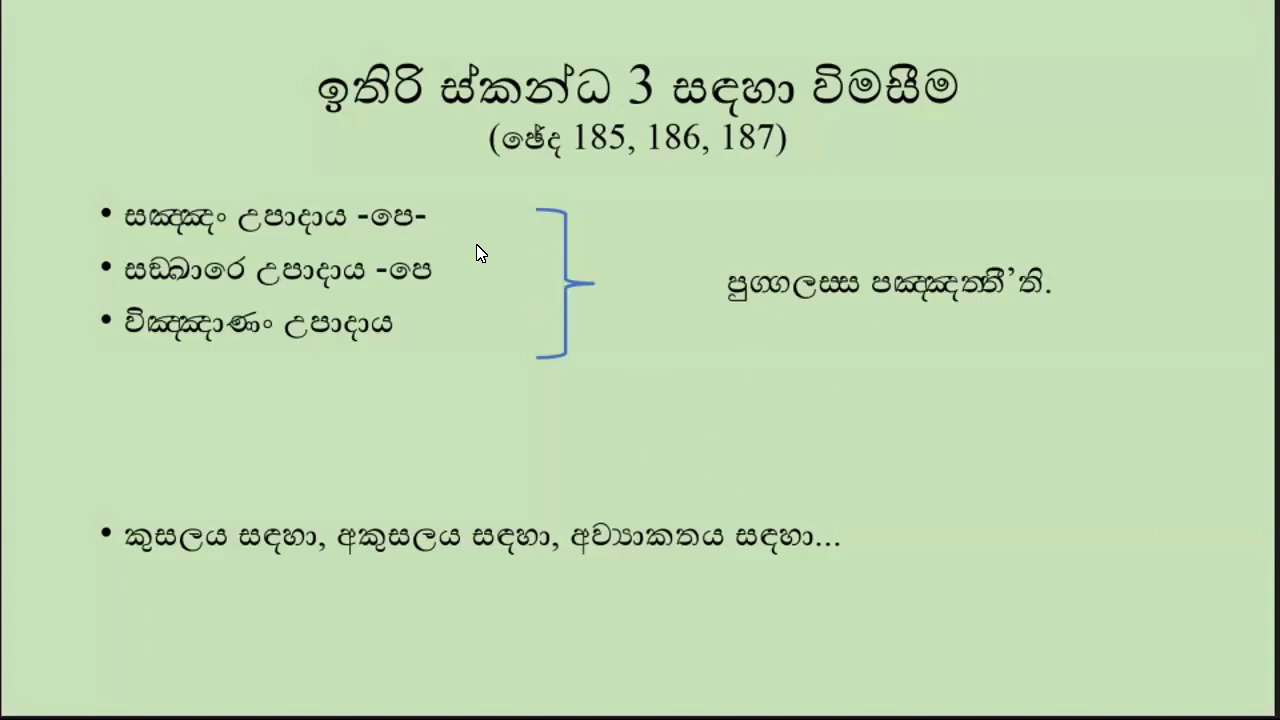 ඉතිරි ස්කන්ධ 3 සඳහා විමසීම
(ඡේද 185, 186, 187)
• සඤ්ඤං උපාදාය -පෙ-
• සඞ්ඛාරෙ උපාදාය -පෙ
• විඤ්ඤාණං උපාදාය
පුග්ගලස්ස පඤ්ඤත්තී’ති.
• කුසලය සඳහා, අකුසලය සඳහා, අව්‍යාකතය සඳහා...